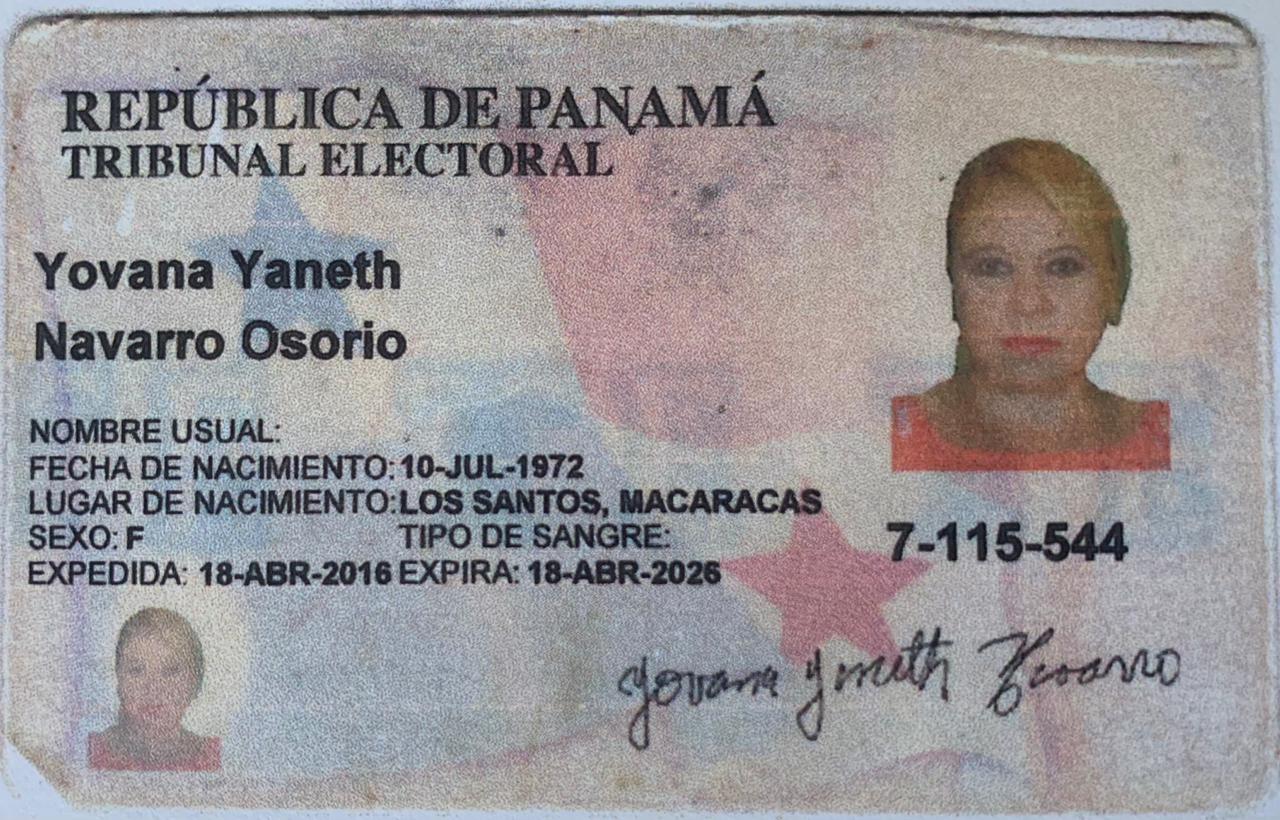 REPÚBLICA DE PANAMÁ
TRIBUNAL ELECTORAL
Yovana Yaneth
Navarro Osorio
NOMBRE USUAL:
FECHA DE NACIMIENTO: 10-JUL-1972
LUGAR DE NACIMIENTO: LOS SANTOS, MACARACAS
SEXO: F TIPO DE SANGRE:
EXPEDIDA: 18-ABR-2016 EXPIRA: 18-ABR-2026
7-115-544
Yovana Yaneth Navarro